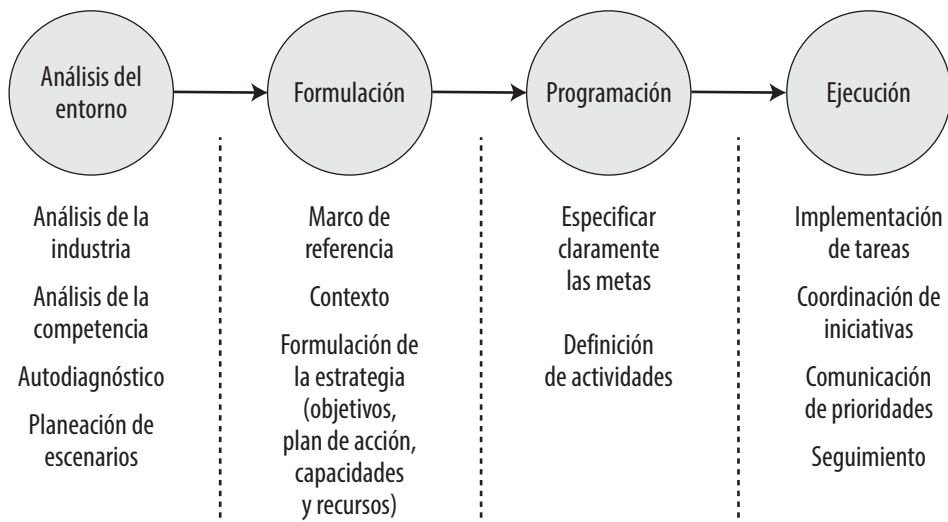 Análisis del
entorno
Formulación
Programación
Ejecución
Análisis de la
industria
Análisis de la
competencia
Autodiagnóstico
Planeación de
escenarios
Marco de
referencia
Contexto
Formulación de
la estrategia
(objetivos,
plan de acción,
capacidades
y recursos)
Especificar
claramente
las metas
Definición
de actividades
Implementación
de tareas
Coordinación de
iniciativas
Comunicación
de prioridades
Seguimiento